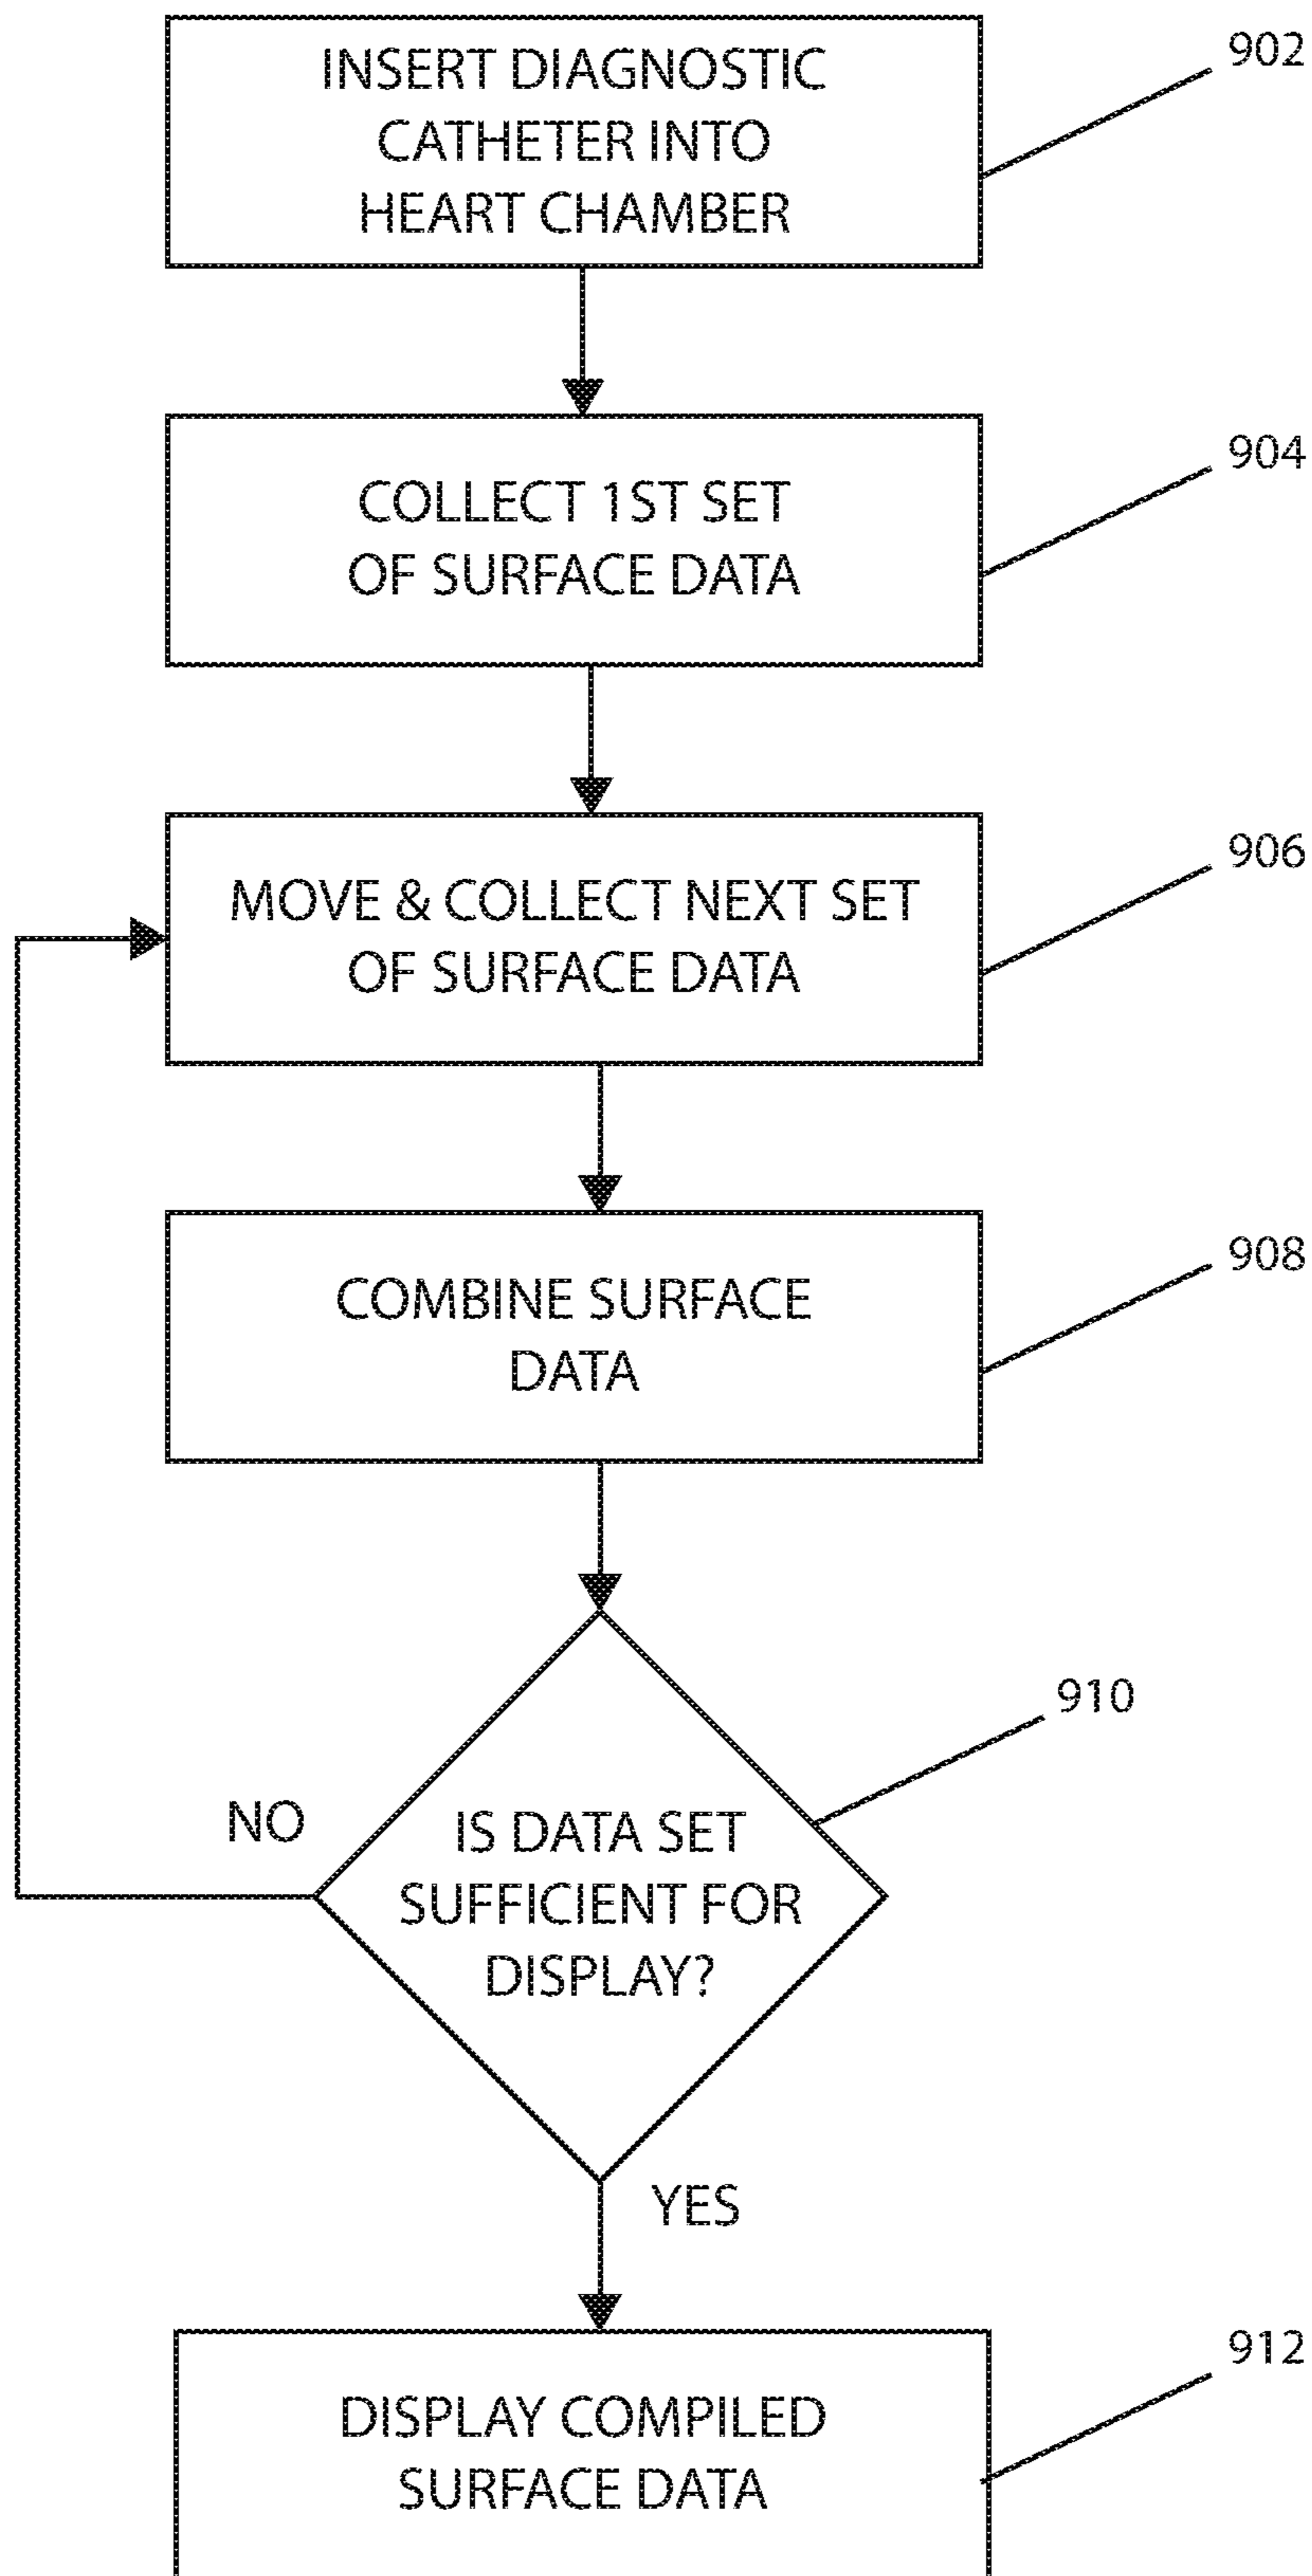 INSERT DIAGNOSTIC
CATHETER INTO
HEART CHAMBER
902
COLLECT 1ST SET
OF SURFACE DATA
904
MOVE & COLLECT NEXT SET
OF SURFACE DATA
906
COMBINE SURFACE
DATA
908
IS DATA SET
SUFFICIENT FOR
DISPLAY?
910
NO
YES
DISPLAY COMPILED
SURFACE DATA
912